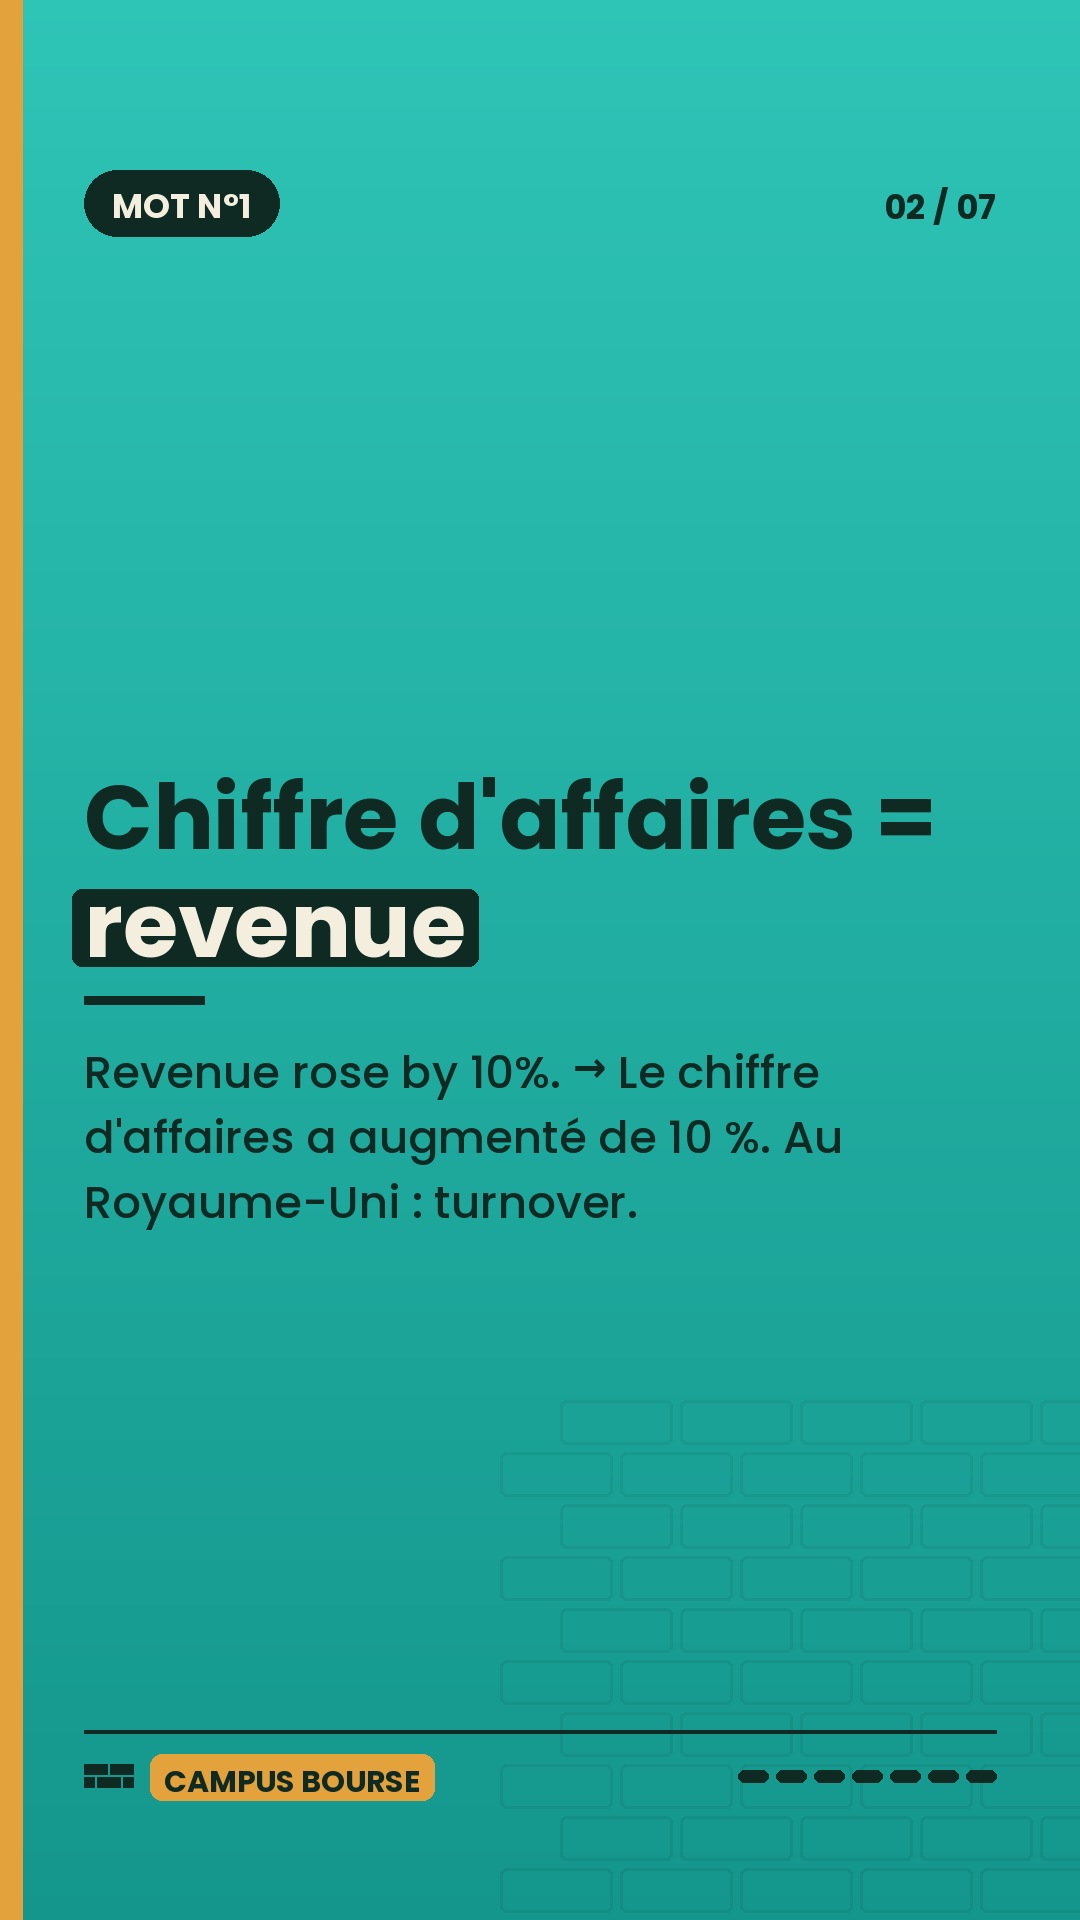 MOT N°1
02 / 07
Chiffre d'affaires =
revenue
Revenue rose by 10%. → Le chiffre
d'affaires a augmenté de 10 %. Au
Royaume-Uni : turnover.
CAMPUS BOURSE